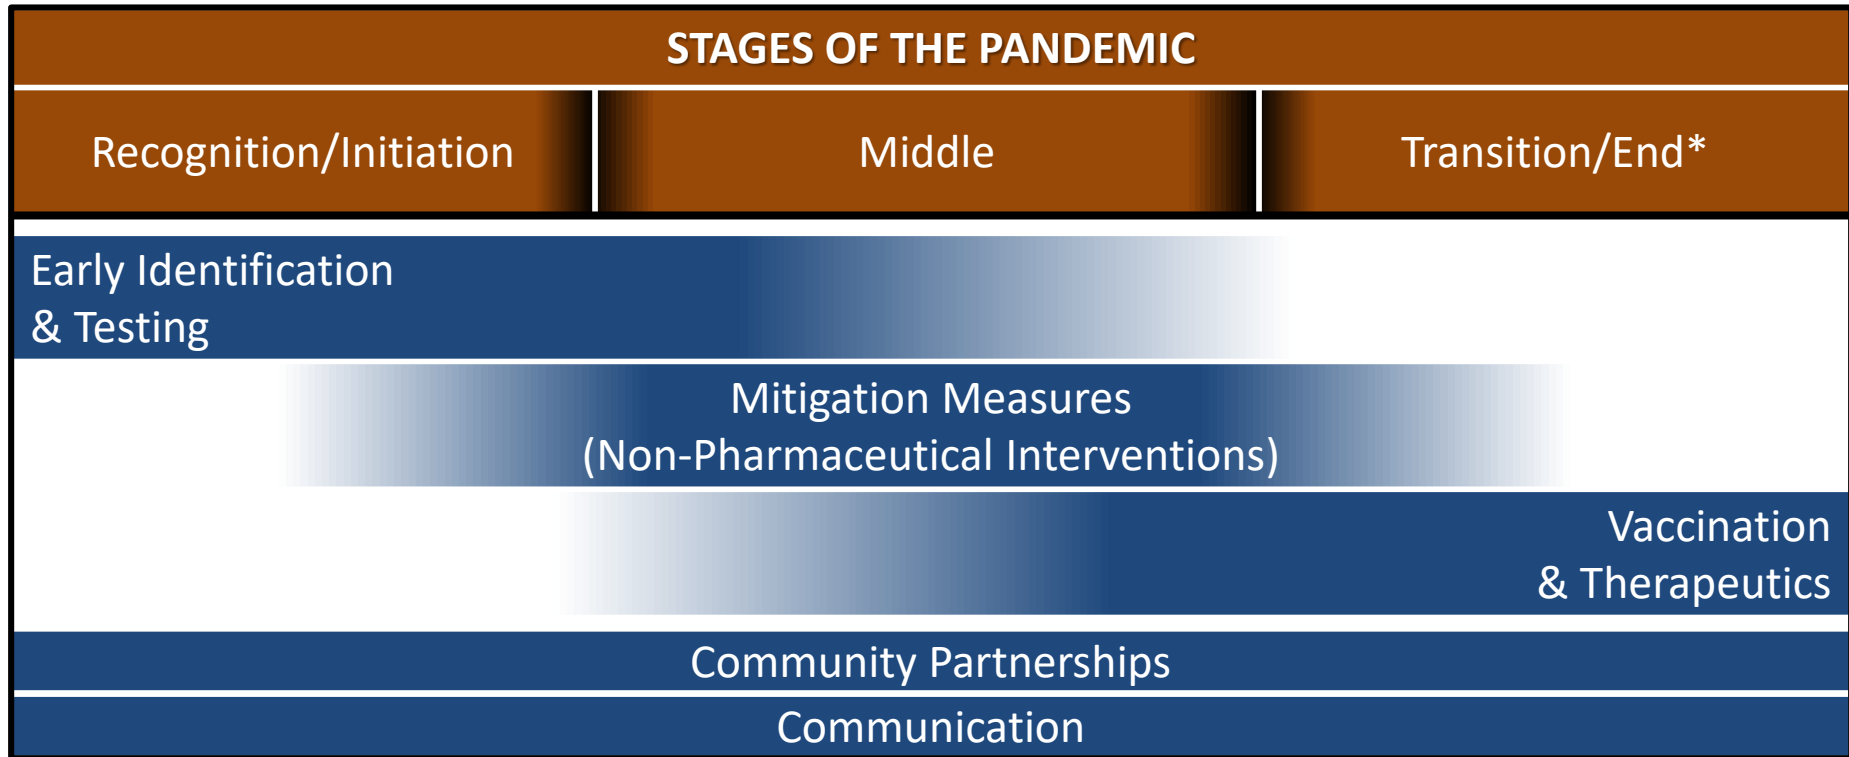 STAGES OF THE PANDEMIC
Recognition/Initiation
Middle
Transition/End*
Early Identification
& Testing
Mitigation Measures
(Non-Pharmaceutical Interventions)
Vaccination
& Therapeutics
Community Partnerships
Communication